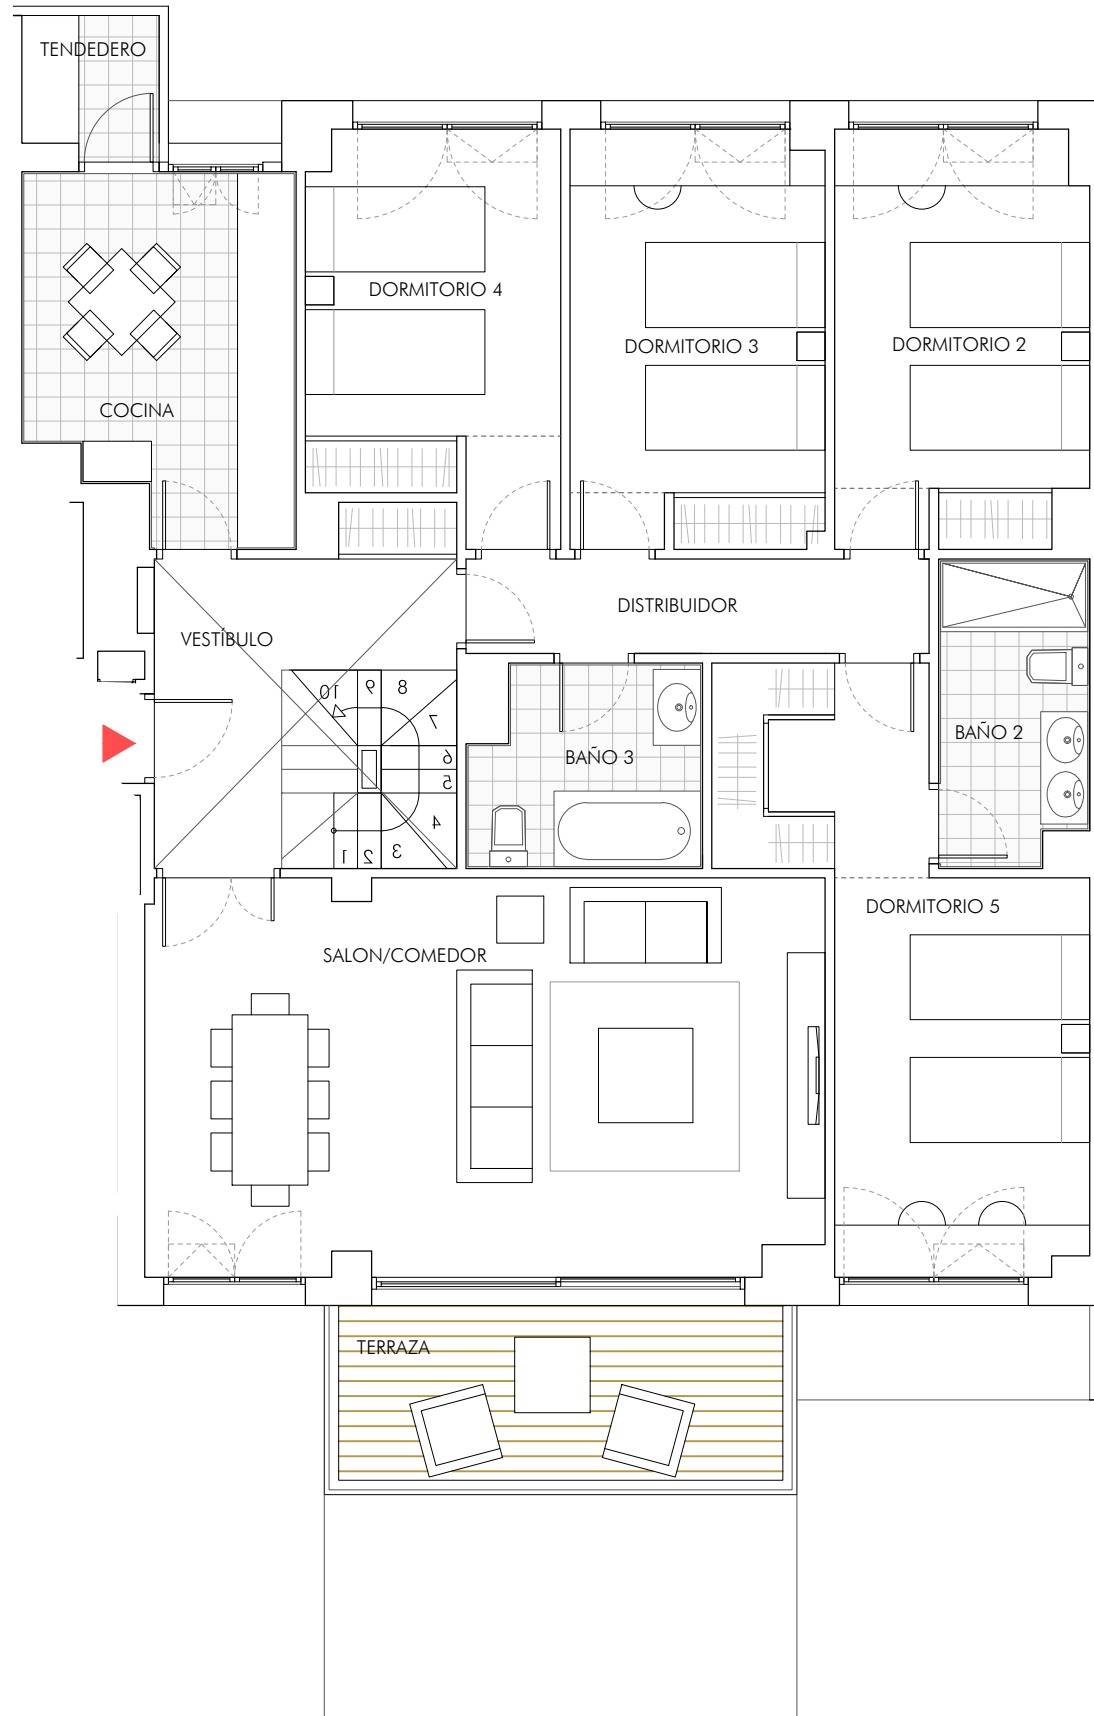 TENDEDERO
DORMITORIO 4
DORMITORIO 3
DORMITORIO 2
COCINA
DISTRIBUIDOR
VESTÍBULO
10
9
8
7
6
5
4
3
2
1
BAÑO 3
BAÑO 2
DORMITORIO 5
SALON/COMEDOR
TERRAZA